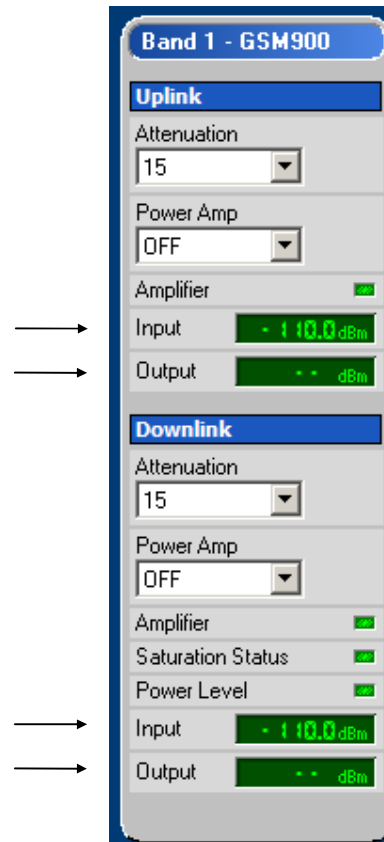 Band 1 - GSM900
Uplink
Attenuation
15
Power Amp
OFF
Amplifier
Input -110.0 dBm
Output -- dBm
Downlink
Attenuation
15
Power Amp
OFF
Amplifier
Saturation Status
Power Level
Input -110.0 dBm
Output -- dBm